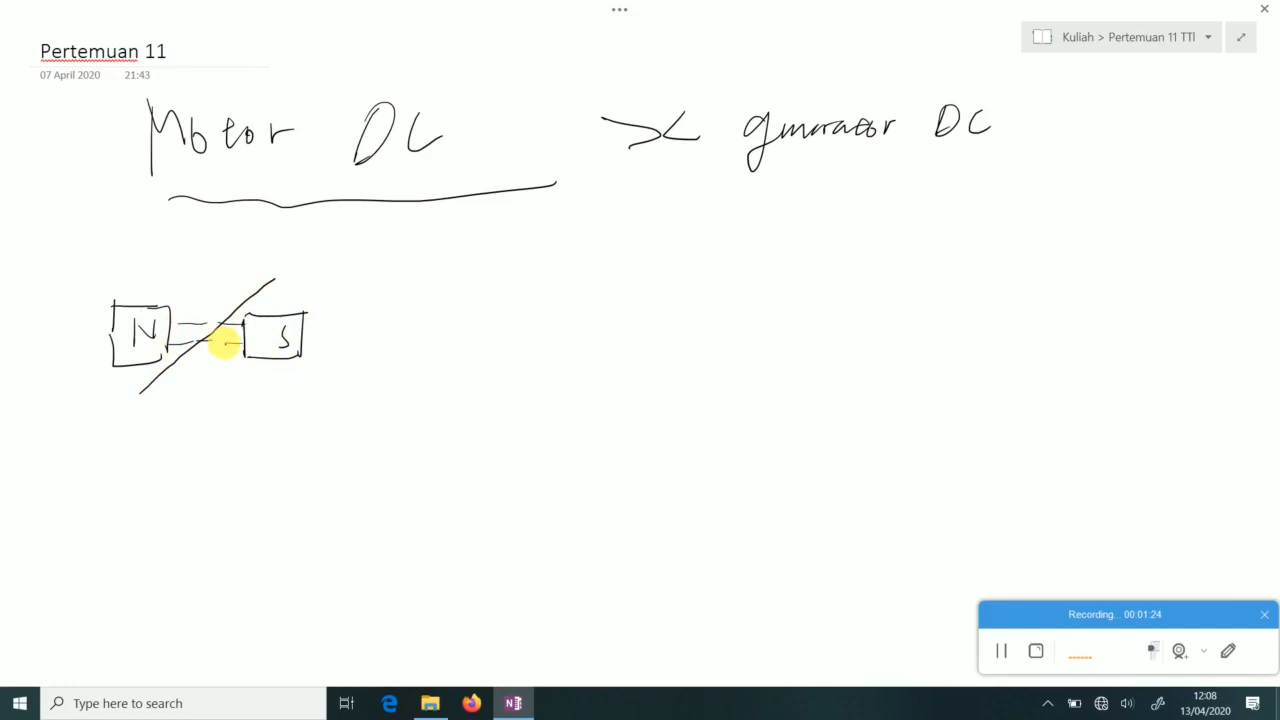 Pertemuan 11
Kuliah > Pertemuan 11 TTl
07 April 2020 21:43
Motor DC >< generator DC
N S
Recording... 00:01:24
Type here to search
12:08
13/04/2020